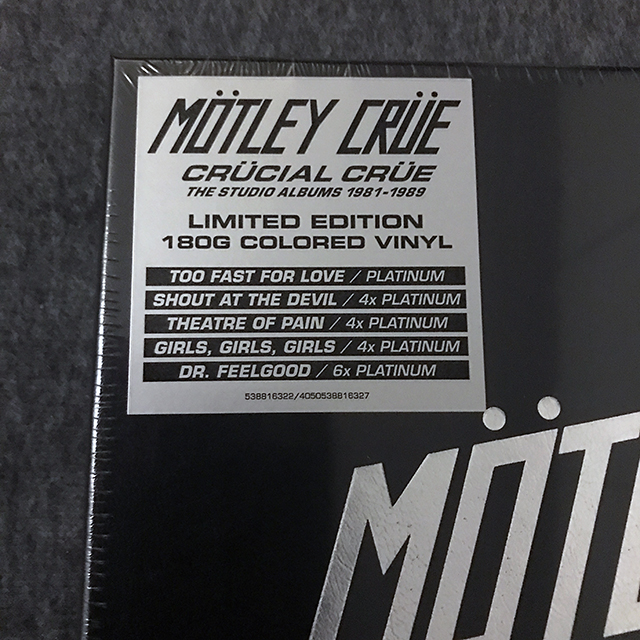 MÖTLEY CRÜE
CRÜCIAL CRÜE
THE STUDIO ALBUMS 1981-1989
LIMITED EDITION
180G COLORED VINYL
TOO FAST FOR LOVE / PLATINUM
SHOUT AT THE DEVIL / 4x PLATINUM
THEATRE OF PAIN / 4x PLATINUM
GIRLS, GIRLS, GIRLS / 4x PLATINUM
DR. FEELGOOD / 6x PLATINUM
538816322/4050538816327
MÖTL